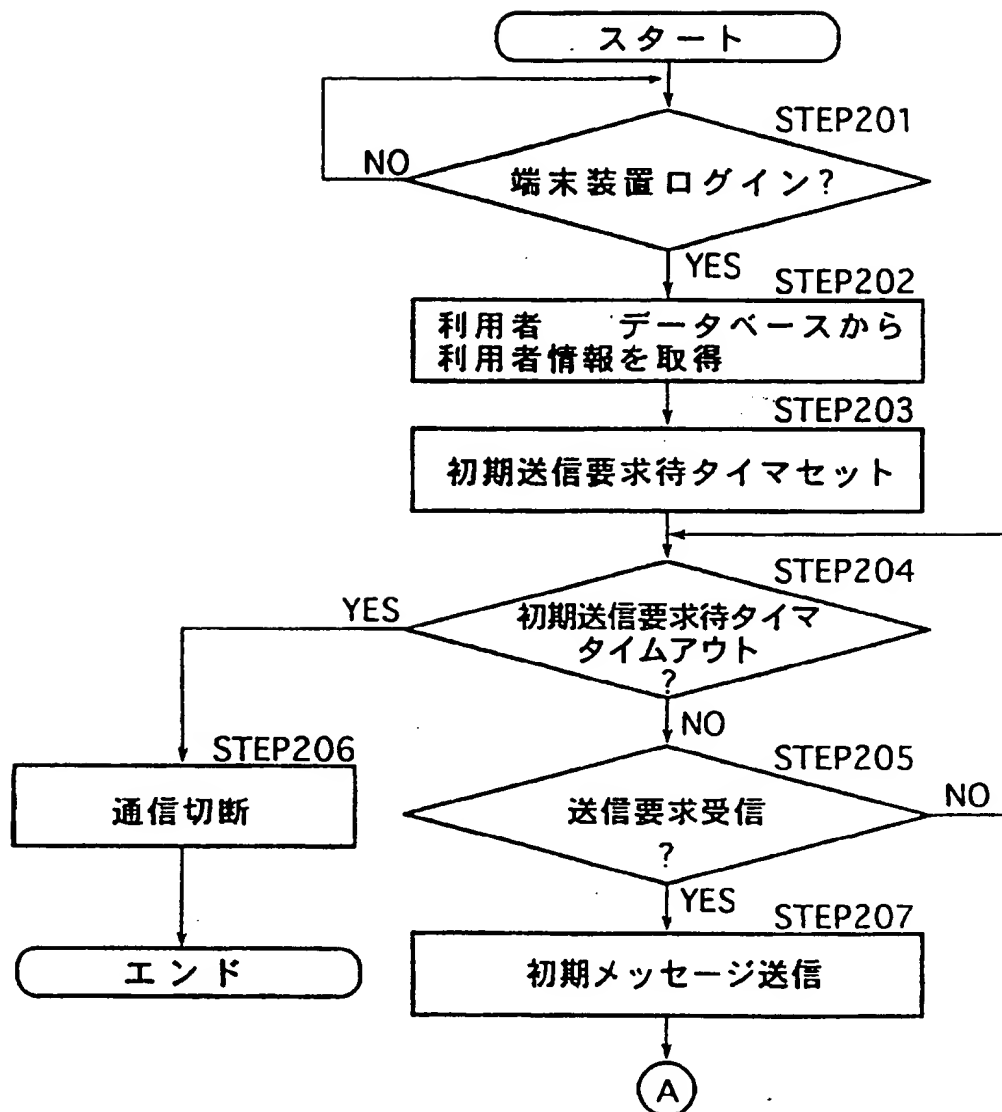 スタート
STEP201
NO
端末装置ログイン?
YES
STEP202
利用者 データベースから
利用者情報を取得
STEP203
初期送信要求待タイマセット
STEP204
YES
初期送信要求待タイマ
タイムアウト
?
NO
STEP206
通信切断
STEP205
送信要求受信
?
NO
YES
STEP207
エンド
初期メッセージ送信
A